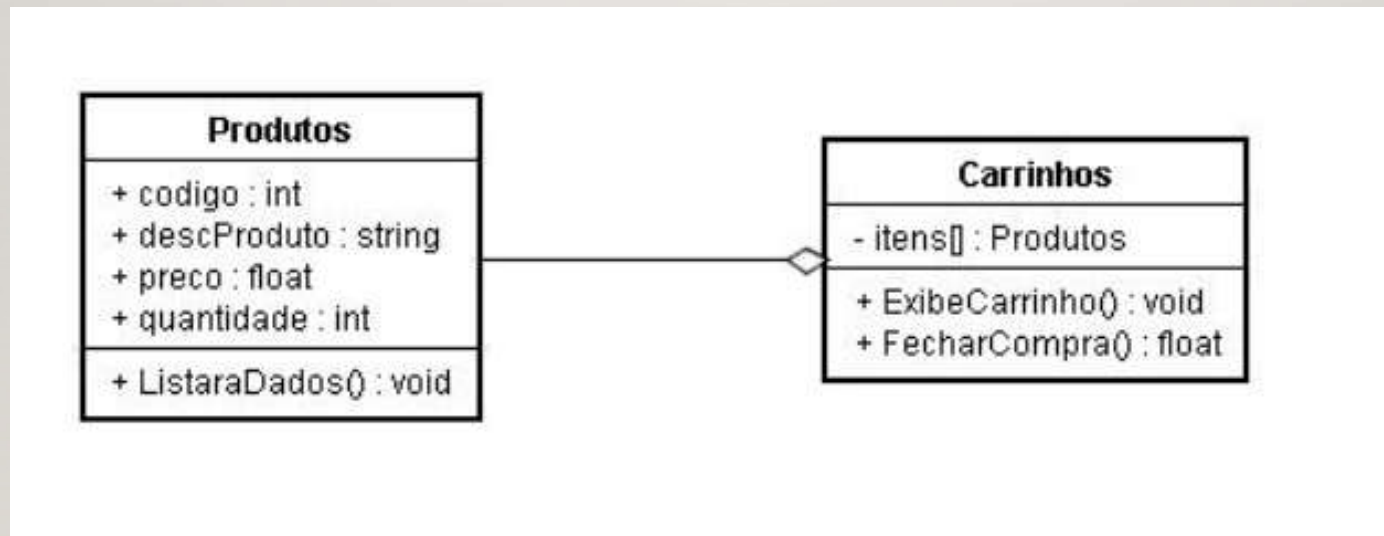 Produtos
+ codigo : int
+ descProduto : string
+ preco : float
+ quantidade : int
+ ListaraDados() : void
Carrinhos
- itens[] : Produtos
+ ExibeCarrinho() : void
+ FecharCompra() : float